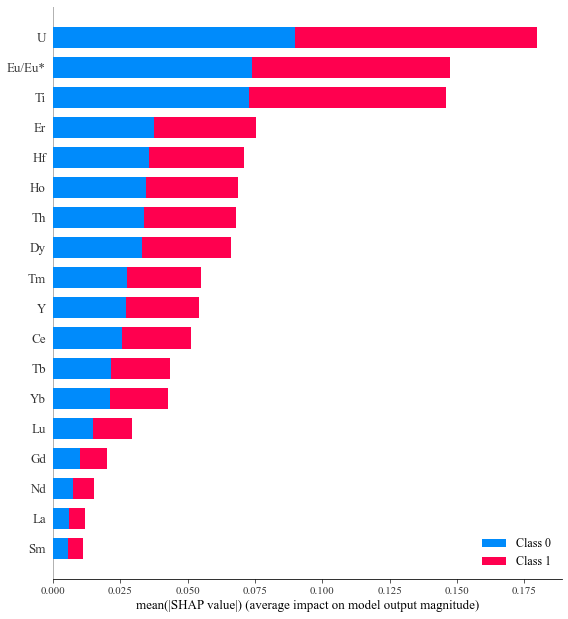 U
Eu/Eu*
Ti
Er
Hf
Ho
Th
Dy
Tm
Y
Ce
Tb
Yb
Lu
Gd
Nd
La
Sm
Class 0
Class 1
0.000 0.025 0.050 0.075 0.100 0.125 0.150 0.175
mean(|SHAP value|) (average impact on model output magnitude)